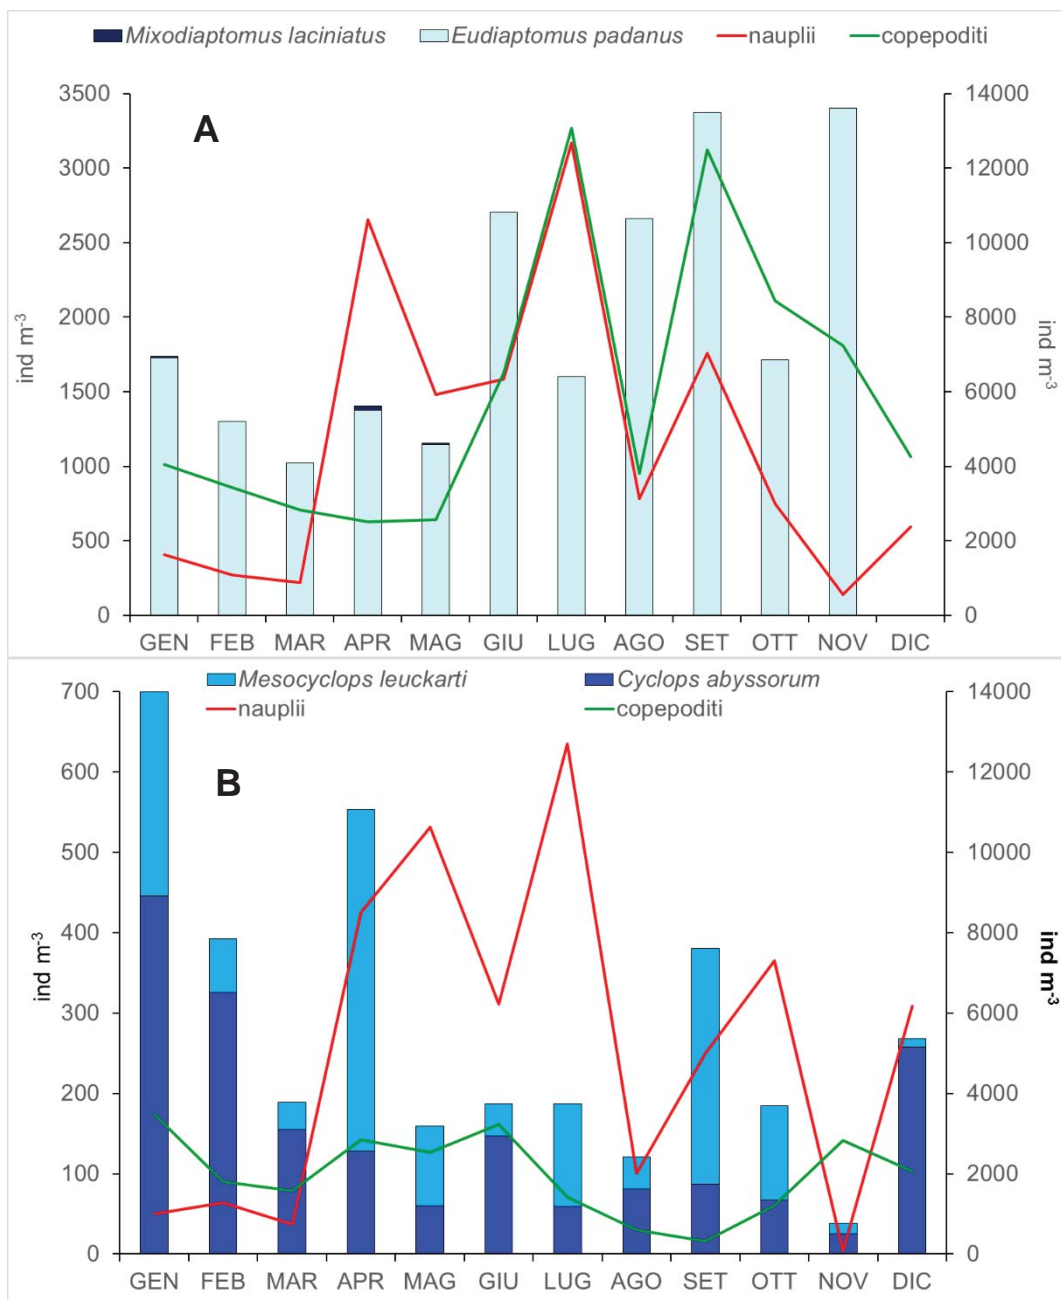 Mixodiaptomus laciniatus Eudiaptomus padanus nauplii copepoditi
A
3500 14000
3000 12000
2500 10000
2000 8000
1500 6000
1000 4000
500 2000
0 0
ind m-3
ind m-3
GEN FEB MAR APR MAG GIU LUG AGO SET OTT NOV DIC
Mesocyclops leuckarti Cyclops abyssorum
nauplii copepoditi
B
700 14000
600 12000
500 10000
400 8000
300 6000
200 4000
100 2000
0 0
ind m-3
ind m-3
GEN FEB MAR APR MAG GIU LUG AGO SET OTT NOV DIC